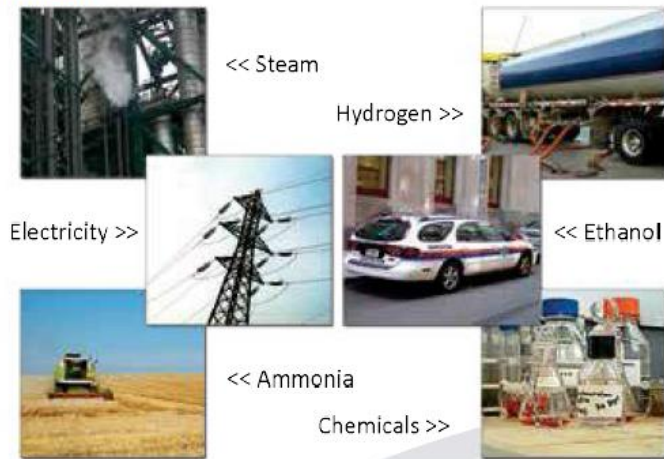 << Steam
Hydrogen >>
Electricity >>
<< Ethanol
<< Ammonia
Chemicals >>